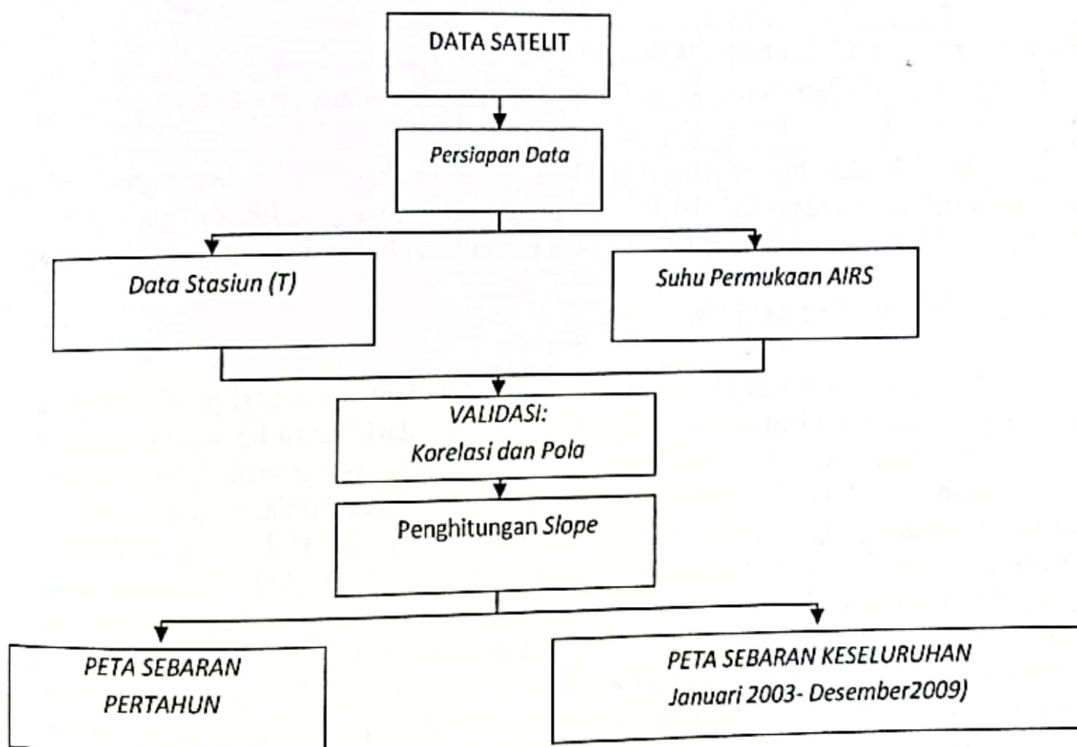 DATA SATELIT
Persiapan Data
Data Stasiun (T)
Suhu Permukaan AIRS
VALIDASI:
Korelasi dan Pola
Penghitungan Slope
PETA SEBARAN
PERTAHUN
PETA SEBARAN KESELURUHAN
Januari 2003- Desember2009)